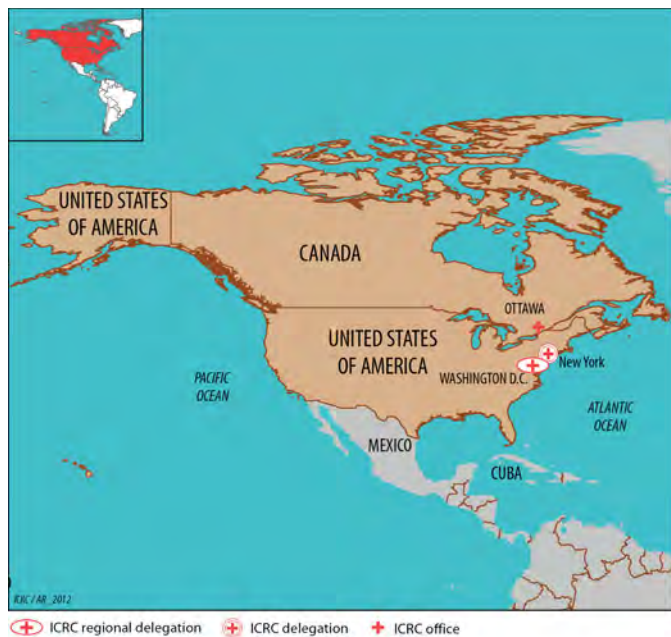 UNITED STATES
OF AMERICA
CANADA
OTTAWA
UNITED STATES
OF AMERICA
New York
WASHINGTON D.C.
PACIFIC
OCEAN
ATLANTIC
OCEAN
MEXICO
CUBA
ICRC / AR_2012
ICRC regional delegation
ICRC delegation
ICRC office